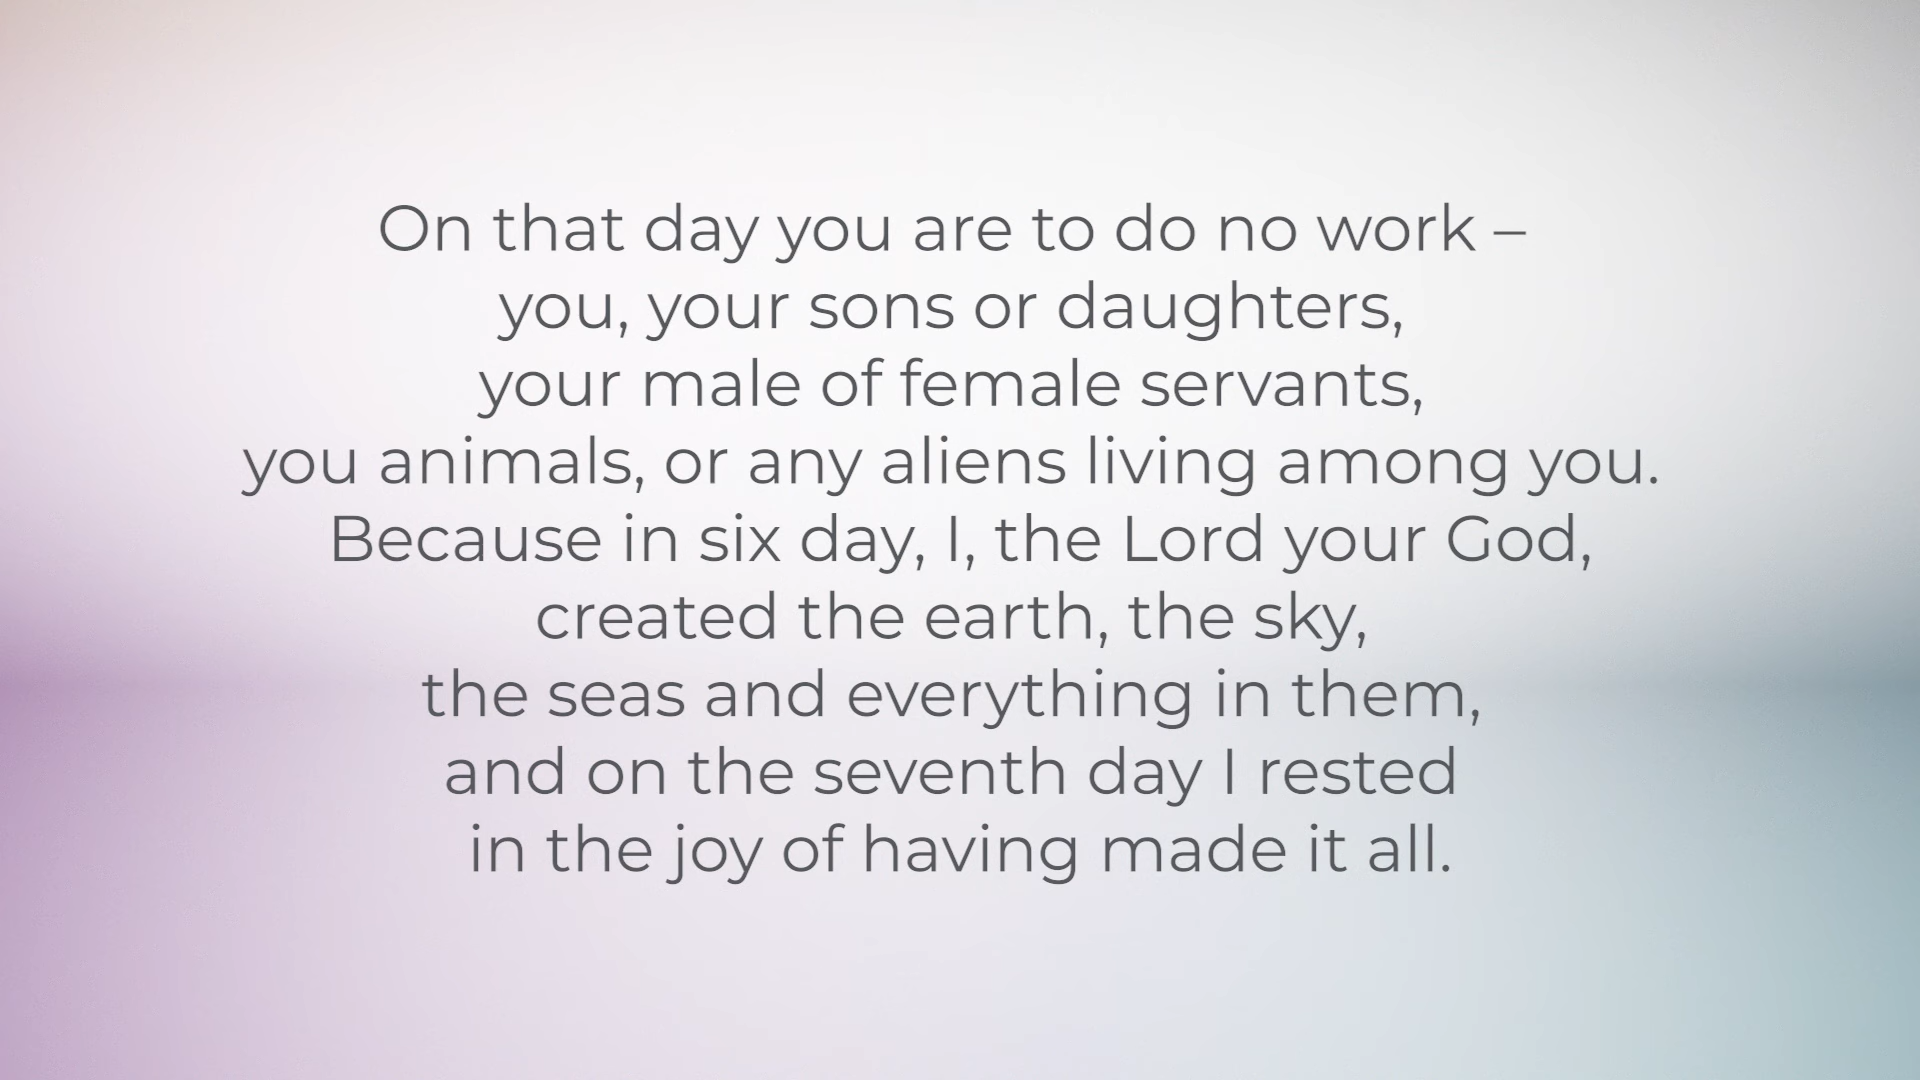 On that day you are to do no work –
you, your sons or daughters,
your male of female servants,
you animals, or any aliens living among you.
Because in six day, I, the Lord your God,
created the earth, the sky,
the seas and everything in them,
and on the seventh day I rested
in the joy of having made it all.